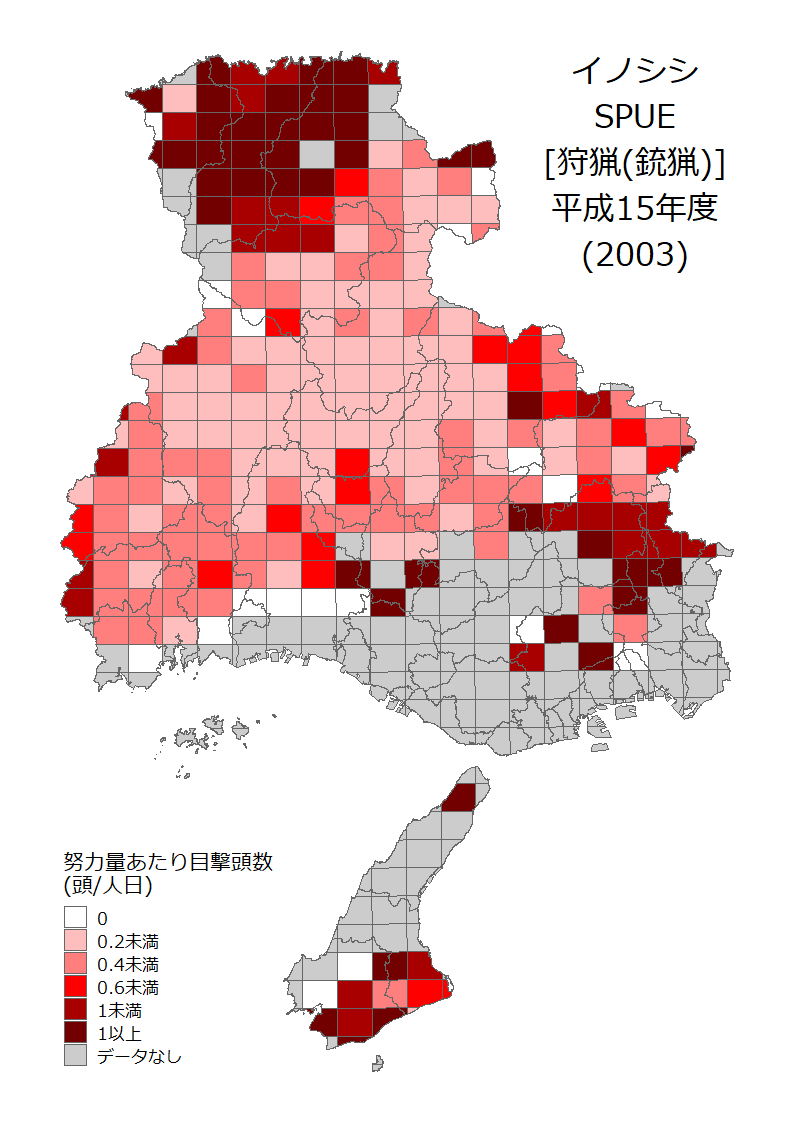 イノシシ
SPUE
[狩猟(銃猟)]
平成15年度
(2003)
努力量あたり目撃頭数
(頭/人日)
0
0.2未満
0.4未満
0.6未満
1未満
1以上
データなし